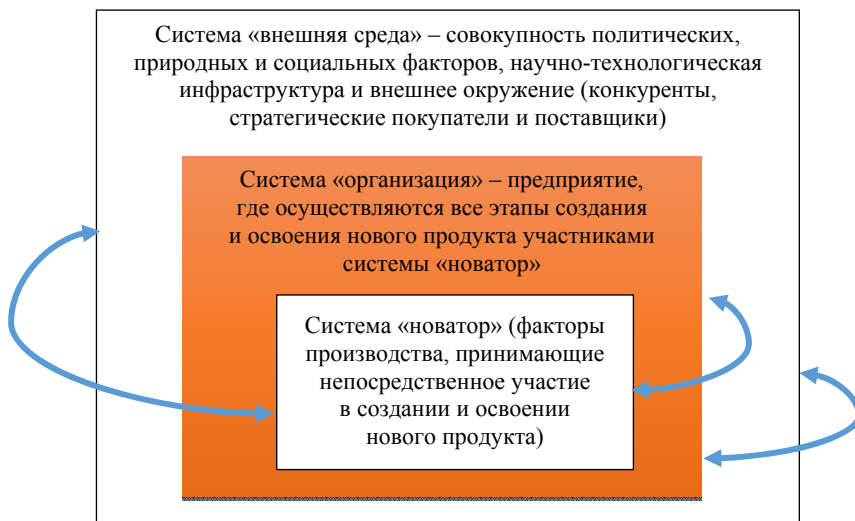 Система «внешняя среда» – совокупность политических,
природных и социальных факторов, научно-технологическая
инфраструктура и внешнее окружение (конкуренты,
стратегические покупатели и поставщики)
Система «организация» – предприятие,
где осуществляются все этапы создания
и освоения нового продукта участниками
системы «новатор»
Система «новатор» (факторы
производства, принимающие
непосредственное участие
в создании и освоении
нового продукта)